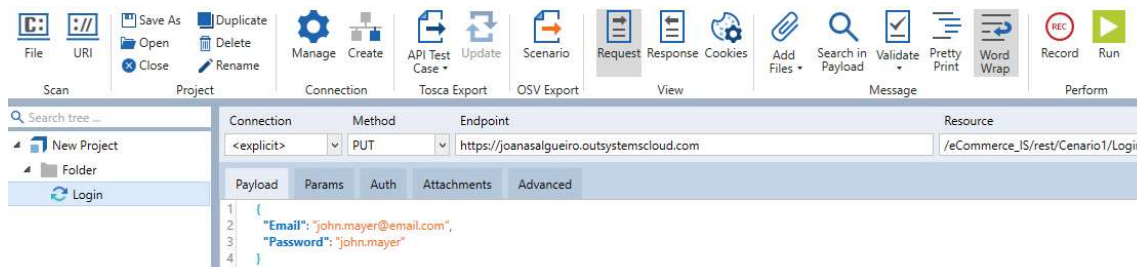 C: :// Save As Duplicate
File URI Open Delete Manage Create API Test Case Update Scenario Request Response Cookies Add Files Search in Payload Validate Pretty Print Word Wrap REC Record Run
Close Rename
Scan Project Connection Tosca Export OSV Export View Message Perform
Search tree ...
New Project
Folder
Login
Connection Method Endpoint Resource
<explicit> PUT https://joanasalgueiro.outsystemscloud.com /eCommerce_IS/rest/Cenario1/Login
Payload Params Auth Attachments Advanced
1 {
2 "Email": "john.mayer@email.com",
3 "Password": "john.mayer"
4 }